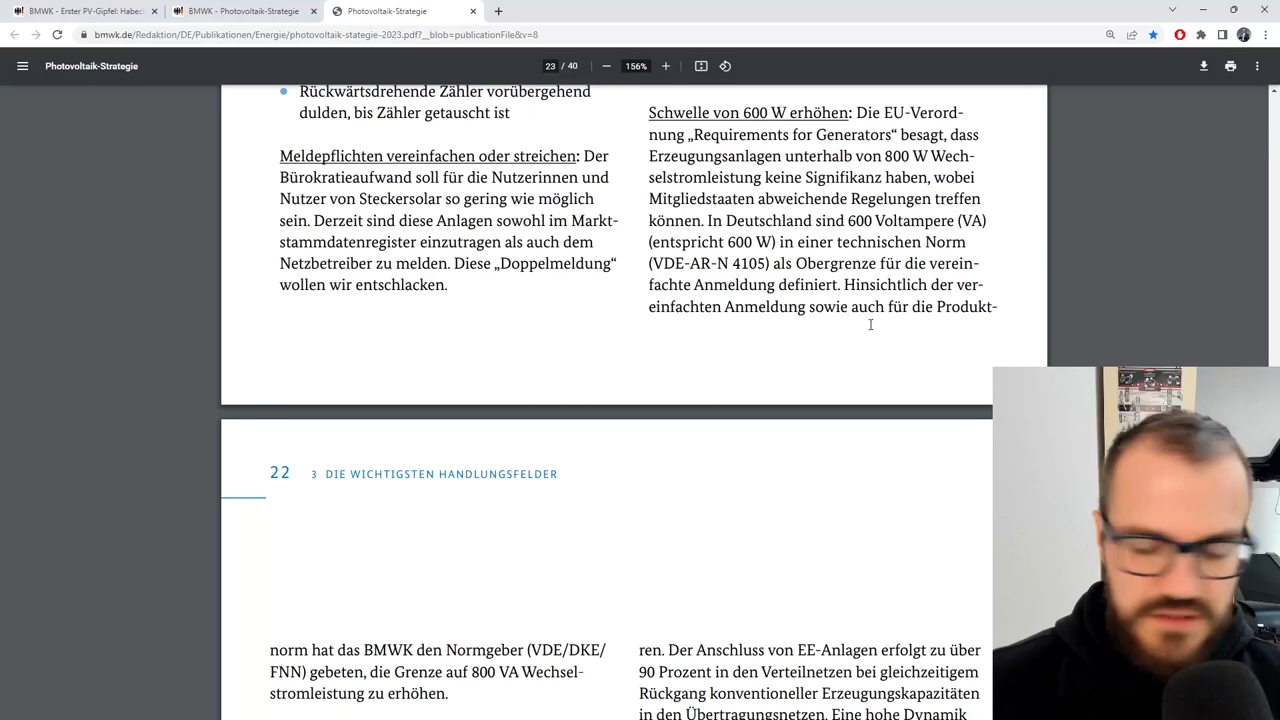 BMWK - Erster PV-Gipfel: Habec
BMWK - Photovoltaik-Strategie
Photovoltaik-Strategie
bmwk.de/Redaktion/DE/Publikationen/Energie/photovoltaik-stategie-2023.pdf?__blob=publicationFile&v=8
Photovoltaik-Strategie
23 / 40
156%
Rückwärtsdrehende Zähler vorübergehend
dulden, bis Zähler getauscht ist
Meldepflichten vereinfachen oder streichen: Der
Bürokratieaufwand soll für die Nutzerinnen und
Nutzer von Steckersolar so gering wie möglich
sein. Derzeit sind diese Anlagen sowohl im Markt-
stammdatenregister einzutragen als auch dem
Netzbetreiber zu melden. Diese „Doppelmeldung“
wollen wir entschlacken.
Schwelle von 600 W erhöhen: Die EU-Verord-
nung „Requirements for Generators“ besagt, dass
Erzeugungsanlagen unterhalb von 800 W Wech-
selstromleistung keine Signifikanz haben, wobei
Mitgliedstaaten abweichende Regelungen treffen
können. In Deutschland sind 600 Voltampere (VA)
(entspricht 600 W) in einer technischen Norm
(VDE-AR-N 4105) als Obergrenze für die verein-
fachte Anmeldung definiert. Hinsichtlich der ver-
einfachten Anmeldung sowie auch für die Produkt-
22 3 DIE WICHTIGSTEN HANDLUNGSFELDER
norm hat das BMWK den Normgeber (VDE/DKE/
FNN) gebeten, die Grenze auf 800 VA Wechsel-
stromleistung zu erhöhen.
ren. Der Anschluss von EE-Anlagen erfolgt zu über
90 Prozent in den Verteilnetzen bei gleichzeitigem
Rückgang konventioneller Erzeugungskapazitäten
in den Übertragungsnetzen. Eine hohe Dynamik